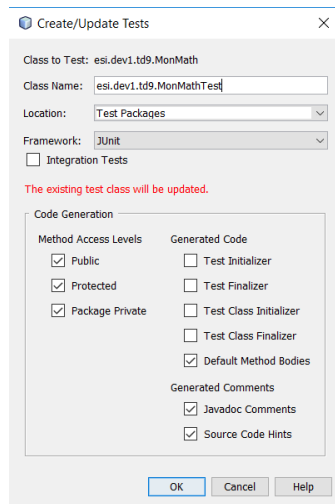 Create/Update Tests
Class to Test: esi.dev1.td9.MonMath
Class Name: esi.dev1.td9.MonMathTest
Location: Test Packages
Framework: JUnit
Integration Tests
The existing test class will be updated.
Code Generation
Method Access Levels Generated Code
Public Test Initializer
Protected Test Finalizer
Package Private Test Class Initializer
Test Class Finalizer
Default Method Bodies
Generated Comments
Javadoc Comments
Source Code Hints
OK Cancel Help